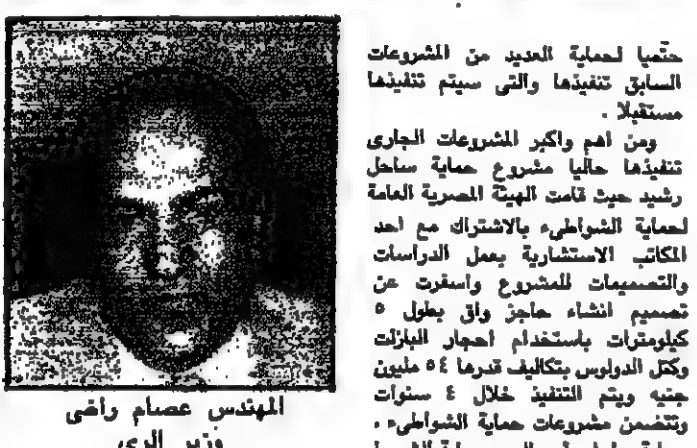 حتميا لحماية العديد من المشروعات
السابق تنفيذها والتى سيتم تنفيذها
مستقبلا .
ومن اهم واكبر المشروعات الجارى
تنفيذها حاليا مشروع حماية ساحل
رشيد حيث قامت الهيئة المصرية العامة
لحماية الشواطىء بالاشتراك مع احد
المكاتب الاستشارية بعمل الدراسات
والتصميمات للمشروع واسفرت عن
تصميم انشاء حاجز واق بطول ٥
كيلومترات باستخدام احجار البازلت
وكتل الدولوس بتكاليف قدرها ٥٤ مليون
جنيه ويتم التنفيذ خلال ٤ سنوات
وتتضمن مشروعات حماية الشواطىء .
المهندس عصام راضى
وزير الرى